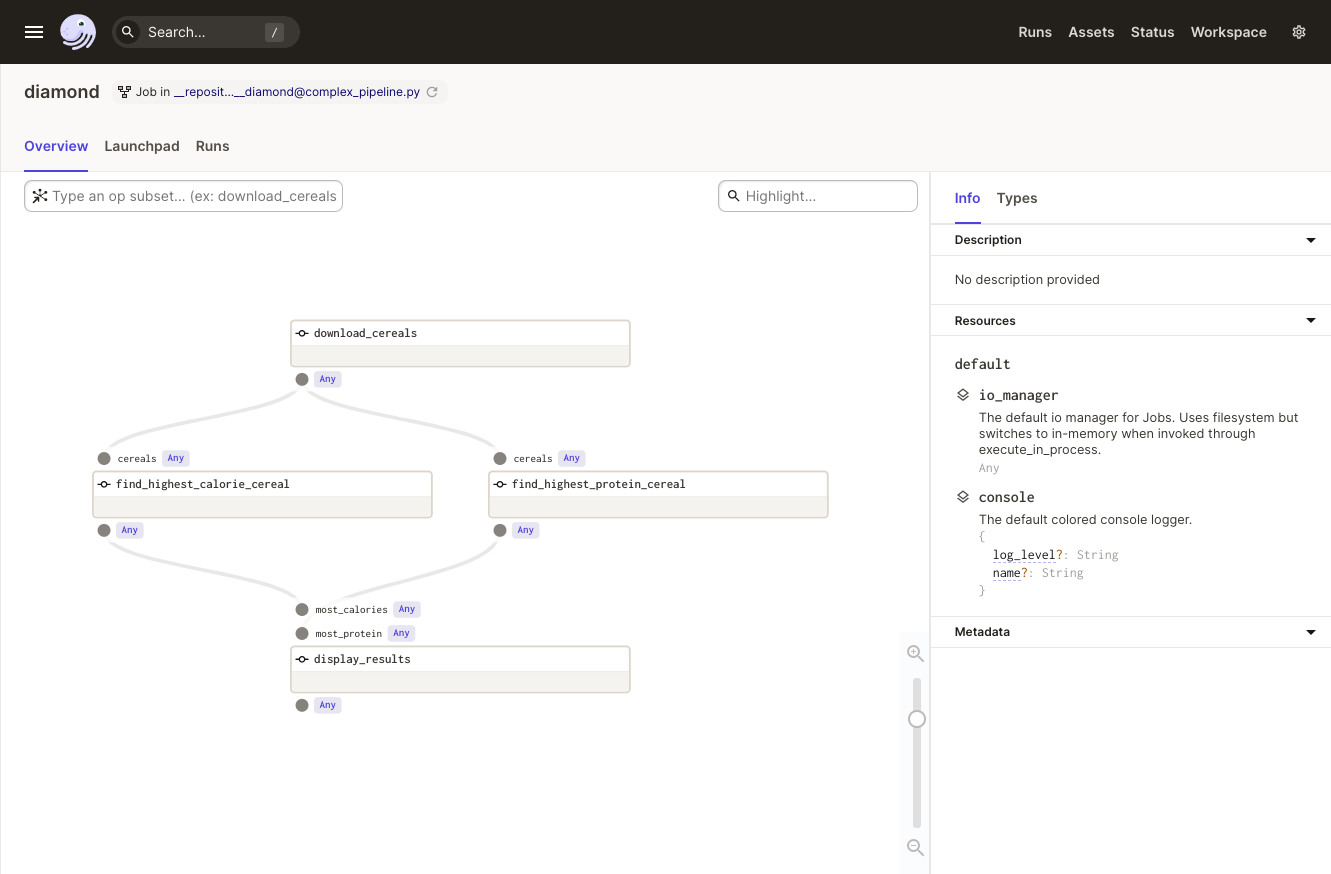 Search... /
Runs Assets Status Workspace
diamond Job in __reposit...__diamond@complex_pipeline.py
Overview Launchpad Runs
Type an op subset... (ex: download_cereals
Highlight...
download_cereals
Any
cereals Any
find_highest_calorie_cereal
Any
cereals Any
find_highest_protein_cereal
Any
most_calories Any
most_protein Any
display_results
Any
Info Types
Description
No description provided
Resources
default
io_manager
The default io manager for Jobs. Uses filesystem but
switches to in-memory when invoked through
execute_in_process.
Any
console
The default colored console logger.
{
log_level?: String
name?: String
}
Metadata